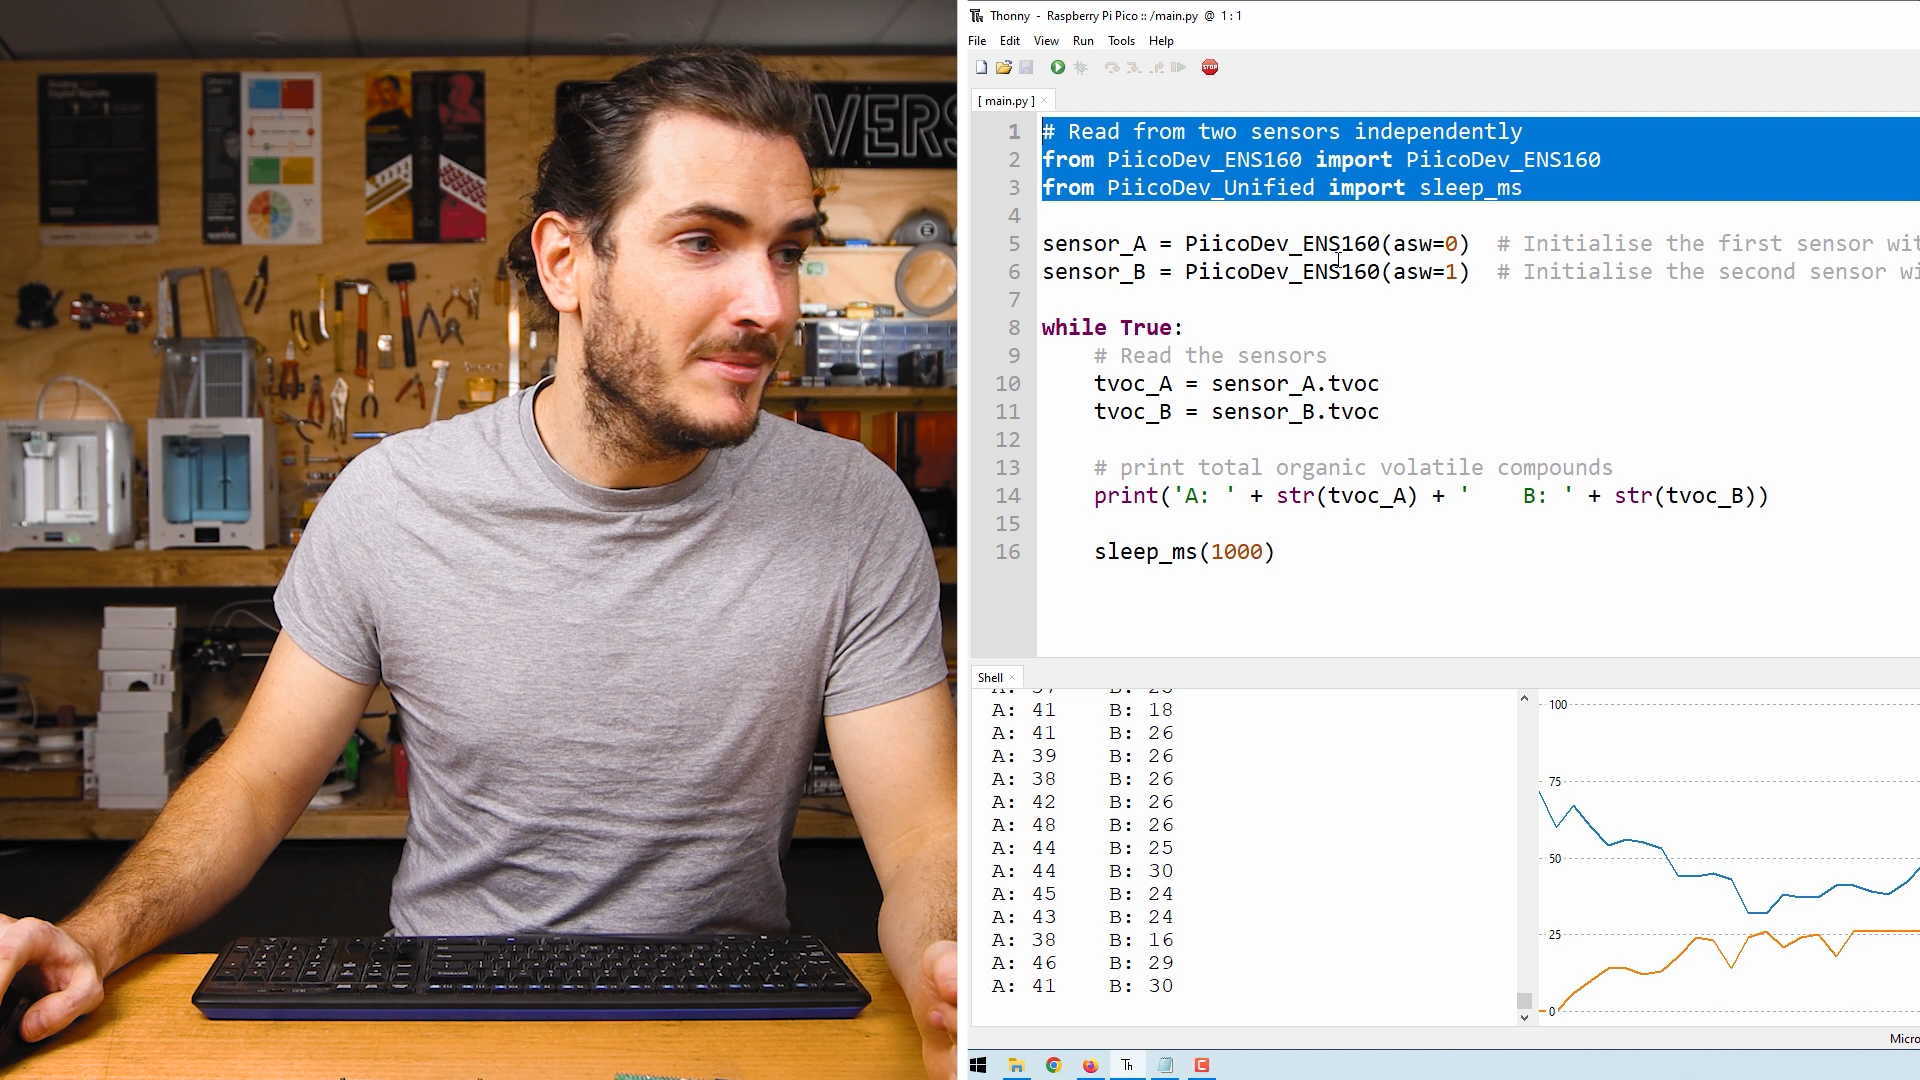 Thonny - Raspberry Pi Pico :: /main.py @ 1 : 1
File Edit View Run Tools Help
STOP
[ main.py ] ×
1 # Read from two sensors independently
2 from PiicoDev_ENS160 import PiicoDev_ENS160
3 from PiicoDev_Unified import sleep_ms
4
5 sensor_A = PiicoDev_ENS160(asw=0) # Initialise the first sensor wit
6 sensor_B = PiicoDev_ENS160(asw=1) # Initialise the second sensor wi
7
8 while True:
9 # Read the sensors
10 tvoc_A = sensor_A.tvoc
11 tvoc_B = sensor_B.tvoc
12
13 # print total organic volatile compounds
14 print('A: ' + str(tvoc_A) + '    B: ' + str(tvoc_B))
15
16 sleep_ms(1000)
Shell ×
A: 41 B: 18
A: 41 B: 26
A: 39 B: 26
A: 38 B: 26
A: 42 B: 26
A: 48 B: 26
A: 44 B: 25
A: 44 B: 30
A: 45 B: 24
A: 43 B: 24
A: 38 B: 16
A: 46 B: 29
A: 41 B: 30
100
75
50
25
0
Micro
Th
VERS